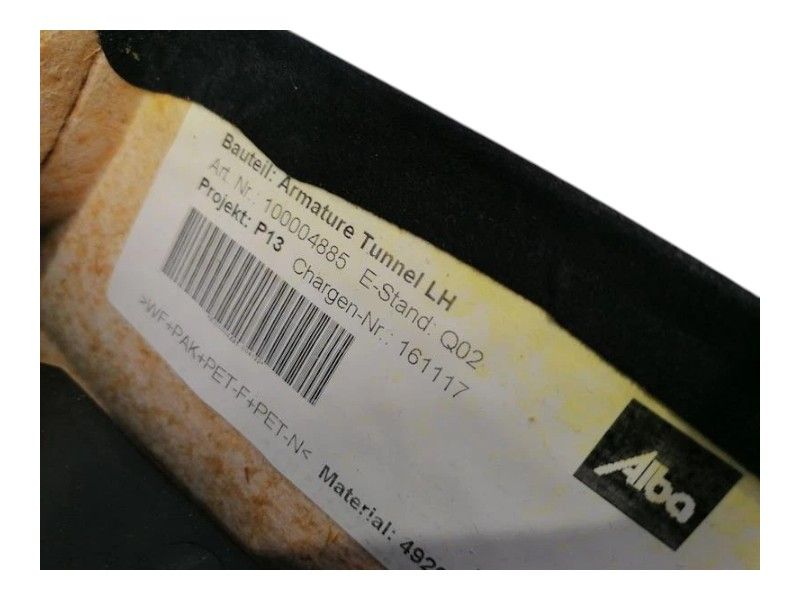 Bauteil: Armature Tunnel LH
Art. Nr.: 100004885 E-Stand: Q02
Projekt: P13 Chargen-Nr.: 161117
>WF+PAK+PET-F+PET-N<
Material: 492
Alba